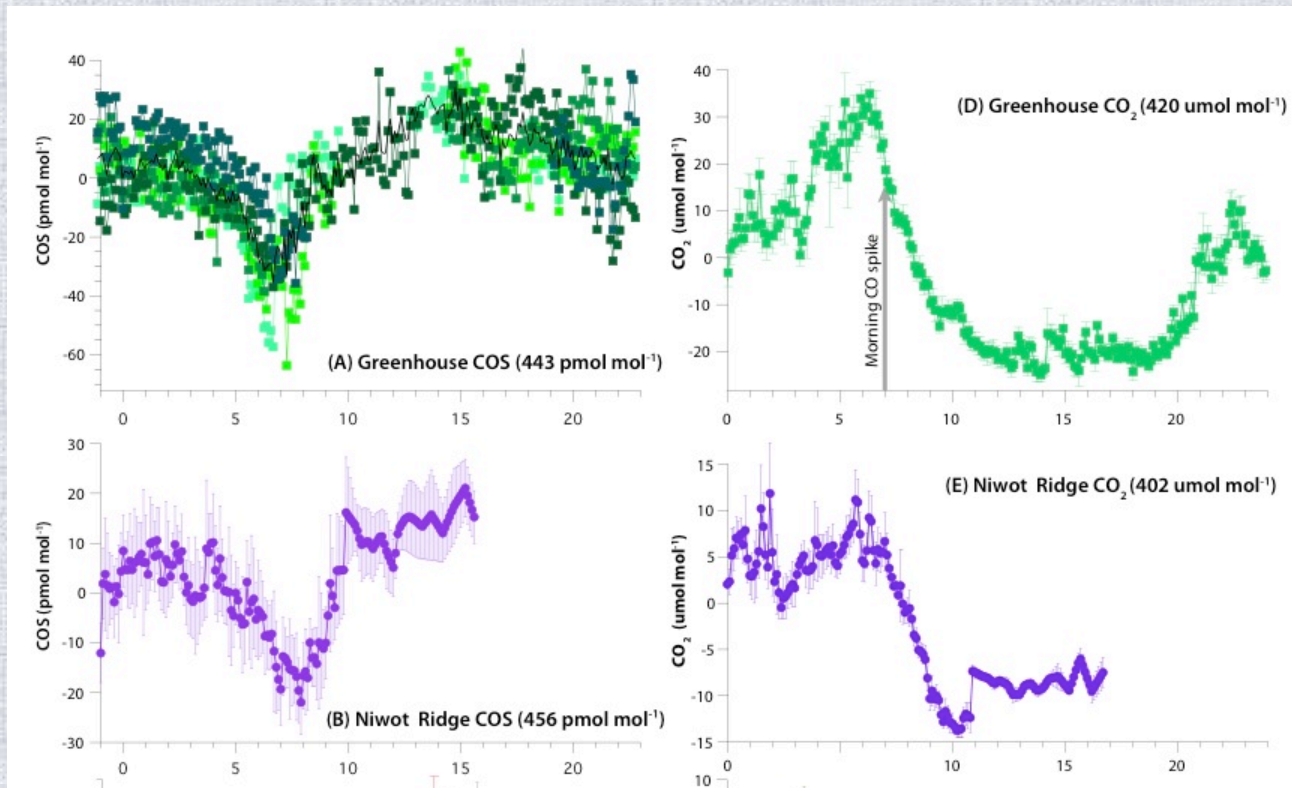 40
20
0
-20
-40
-60
COS (pmol mol⁻¹)
(A) Greenhouse COS (443 pmol mol⁻¹)
0 5 10 15 20
40
30
20
10
0
-10
-20
CO₂ (umol mol⁻¹)
(D) Greenhouse CO₂ (420 umol mol⁻¹)
Morning CO spike
0 5 10 15 20
30
20
10
0
-10
-20
-30
COS (pmol mol⁻¹)
(B) Niwot Ridge COS (456 pmol mol⁻¹)
0 5 10 15 20
15
10
5
0
-5
-10
-15
CO₂ (umol mol⁻¹)
(E) Niwot Ridge CO₂ (402 umol mol⁻¹)
0 5 10 15 20
10